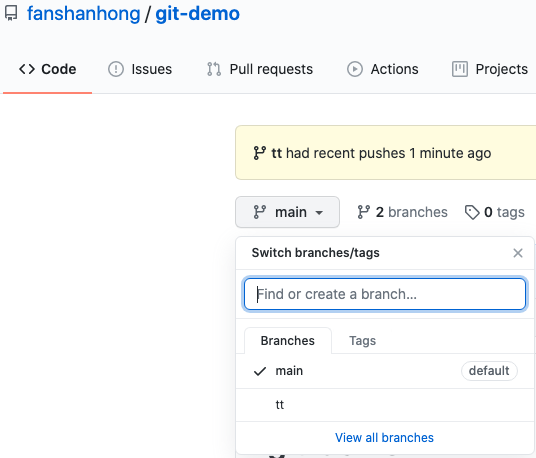 fanshanhong / git-demo
Code Issues Pull requests Actions Projects
tt had recent pushes 1 minute ago
main 2 branches 0 tags
Switch branches/tags
Find or create a branch...
Branches Tags
main default
tt
View all branches